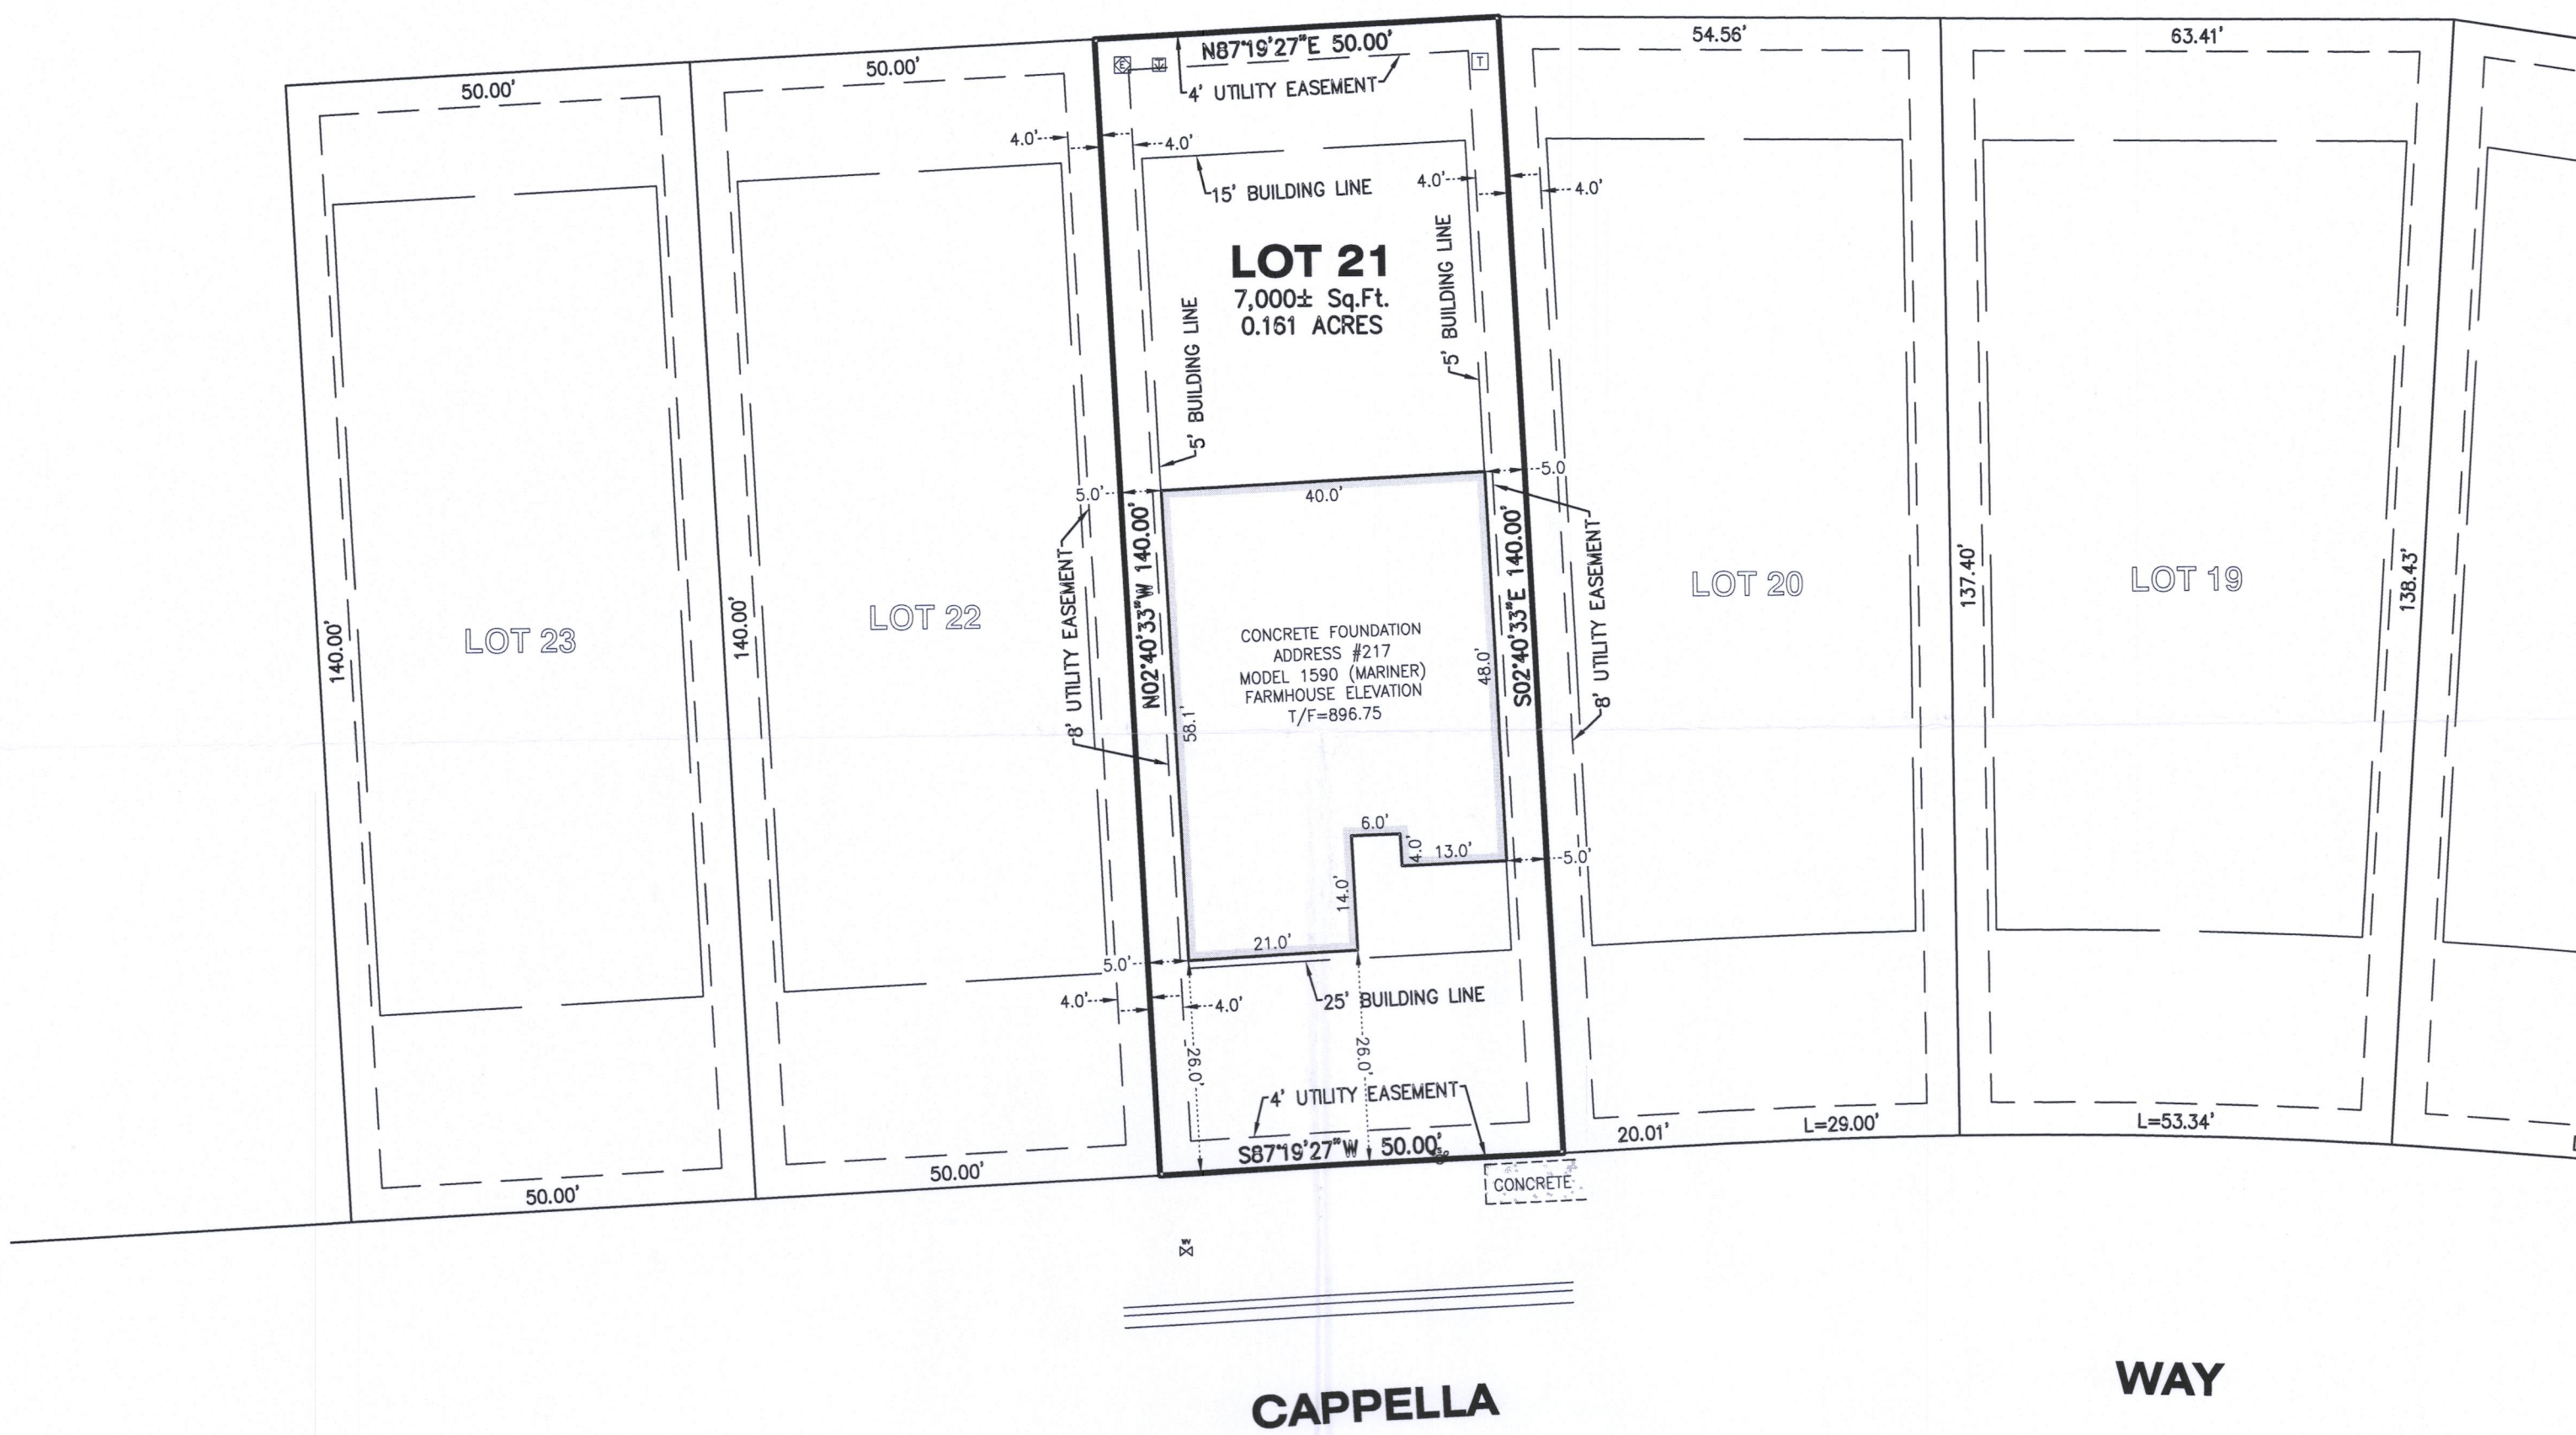 N87°19'27"E 50.00'
54.56'
63.41'
50.00'
50.00'
E
T
4' UTILITY EASEMENT
4.0'
4.0'
15' BUILDING LINE
4.0'
4.0'
LOT 21
7,000± Sq.Ft.
0.161 ACRES
5' BUILDING LINE
5' BUILDING LINE
5.0'
40.0'
5.0
8' UTILITY EASEMENT
N02°40'33"W 140.00'
S02°40'33"E 140.00'
8' UTILITY EASEMENT
LOT 23
LOT 22
LOT 20
LOT 19
140.00'
140.00'
137.40'
138.43'
CONCRETE FOUNDATION
ADDRESS #217
MODEL 1590 (MARINER)
FARMHOUSE ELEVATION
T/F=896.75
58.1'
48.0'
6.0'
4.0'
13.0'
5.0'
14.0'
21.0'
5.0'
4.0'
4.0'
25' BUILDING LINE
26.0'
26.0'
4' UTILITY EASEMENT
S87°19'27"W 50.00'
20.01'
L=29.00'
L=53.34'
50.00'
50.00'
CONCRETE
W
CAPPELLA
WAY